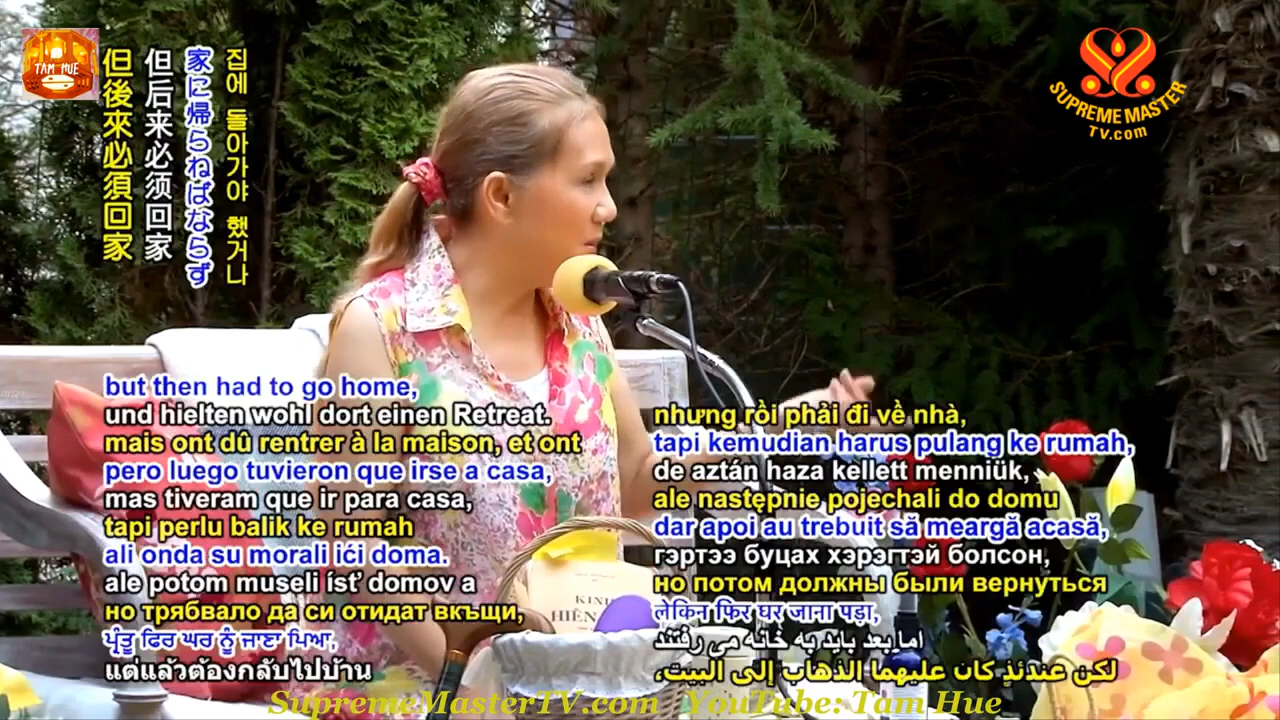 TAM HUE
但後來必須回家
但后来必须回家
家に帰らねばならず
집에 돌아가야 했거나
SUPREME MASTER
TV.com
but then had to go home,
und hielten wohl dort einen Retreat.
mais ont dû rentrer à la maison, et ont
pero luego tuvieron que irse a casa,
mas tiveram que ir para casa,
tapi perlu balik ke rumah
ali onda su morali ići doma.
ale potom museli ísť domov a
но трябвало да си отидат вкъщи,
ਪ੍ਰੰਤੂ ਫਿਰ ਘਰ ਨੂੰ ਜਾਣਾ ਪਿਆ,
แต่แล้วต้องกลับไปบ้าน
nhưng rồi phải đi về nhà,
tapi kemudian harus pulang ke rumah,
de aztán haza kellett menniük,
ale następnie pojechali do domu
dar apoi au trebuit să meargă acasă,
гэртээ буцах хэрэгтэй болсон,
но потом должны были вернуться
लेकिन फिर घर जाना पड़ा,
اما بعد باید به خانه می رفتند
لكن عندئذٍ كان عليهما الذهاب إلى البيت،
KINH
SupremeMasterTV.com YouTube: Tam Hue